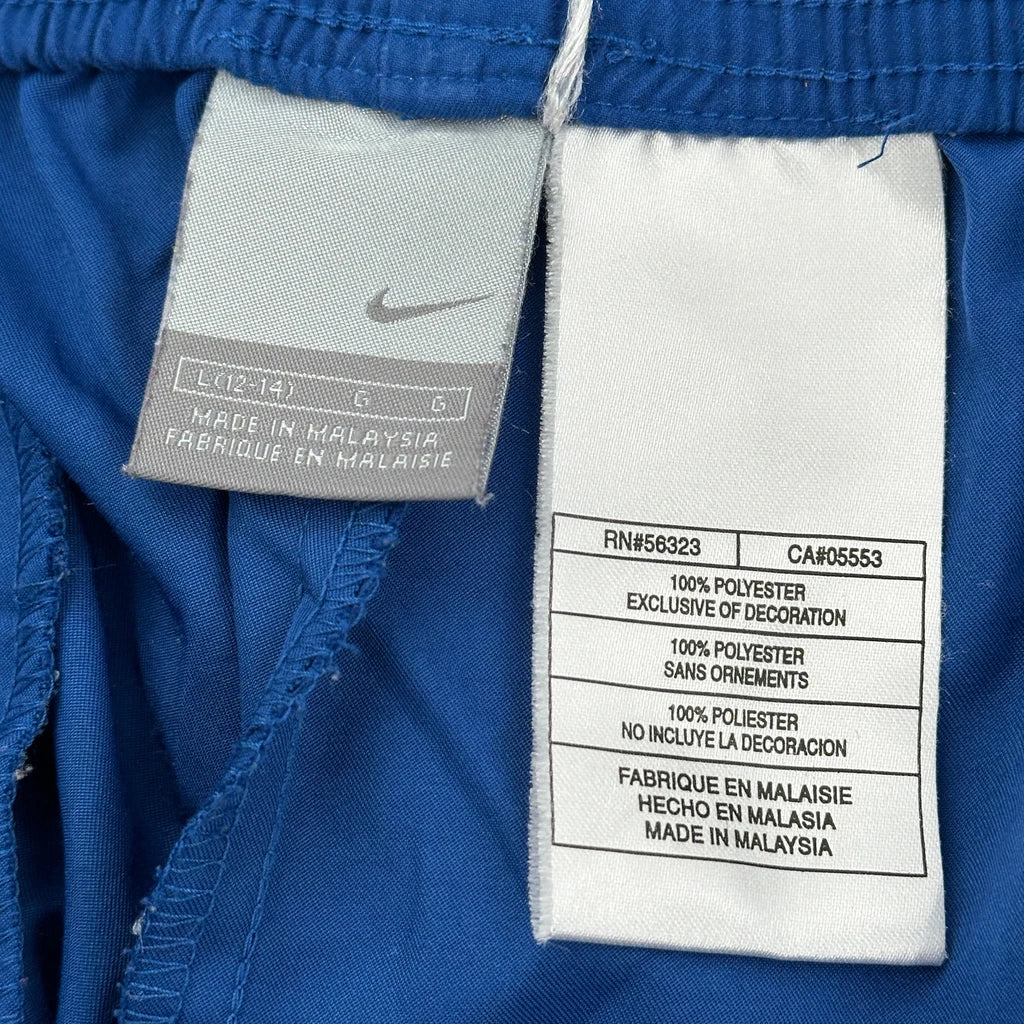 L(12-14) G G
MADE IN MALAYSIA
FABRIQUE EN MALAISIE
RN#56323 CA#05553
100% POLYESTER
EXCLUSIVE OF DECORATION
100% POLYESTER
SANS ORNEMENTS
100% POLIESTER
NO INCLUYE LA DECORACION
FABRIQUE EN MALAISIE
HECHO EN MALASIA
MADE IN MALAYSIA